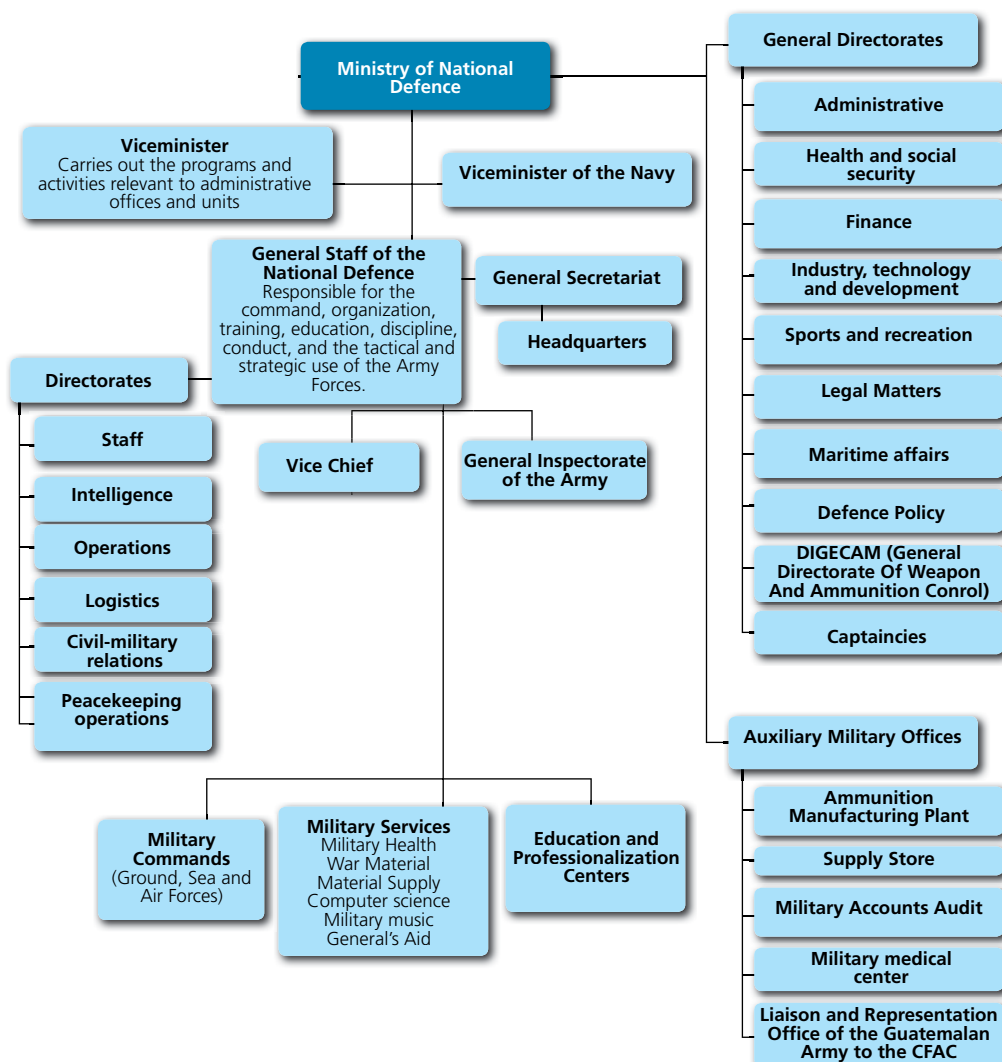 Ministry of National
Defence
Viceminister
Carries out the programs and
activities relevant to administrative
offices and units
Viceminister of the Navy
General Staff of the
National Defence
Responsible for the
command, organization,
training, education, discipline,
conduct, and the tactical and
strategic use of the Army
Forces.
General Secretariat
Headquarters
Directorates
Staff
Intelligence
Operations
Logistics
Civil-military
relations
Peacekeeping
operations
Vice Chief
General Inspectorate
of the Army
Military
Commands
(Ground, Sea and
Air Forces)
Military Services
Military Health
War Material
Material Supply
Computer science
Military music
General's Aid
Education and
Professionalization
Centers
General Directorates
Administrative
Health and social
security
Finance
Industry, technology
and development
Sports and recreation
Legal Matters
Maritime affairs
Defence Policy
DIGECAM (General
Directorate Of Weapon
And Ammunition Conrol)
Captaincies
Auxiliary Military Offices
Ammunition
Manufacturing Plant
Supply Store
Military Accounts Audit
Military medical
center
Liaison and Representation
Office of the Guatemalan
Army to the CFAC